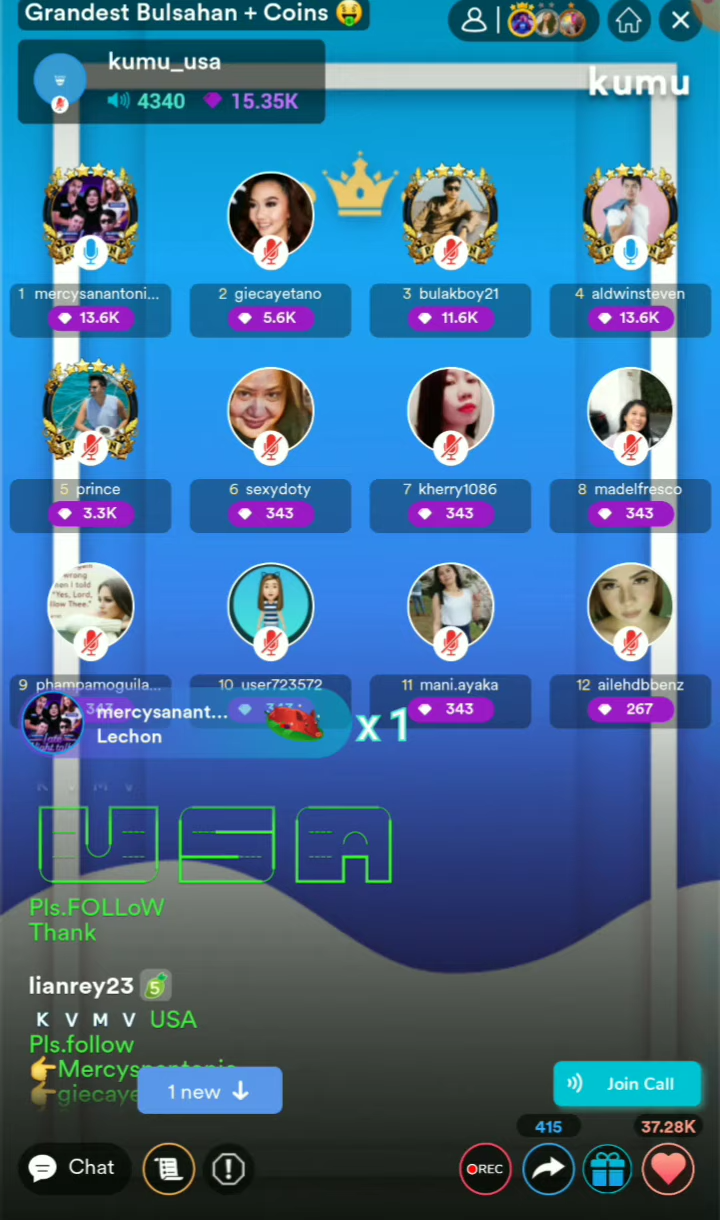 Grandest Bulsahan + Coins 🤑
kumu_usa
4340 15.35K
kumu
1 mercysanantoni...
13.6K
2 giecayetano
5.6K
3 bulakboy21
11.6K
4 aldwinsteven
13.6K
5 prince
3.3K
6 sexydoty
343
7 kherry1086
343
8 madelfresco
343
9 phampamoguila...
343
10 user723572
11 mani.ayaka
343
12 ailehdbbenz
267
mercysanant...
Lechon
x 1
K V M V
USA
Pls.FOLLoW
Thank
lianrey23 5
K V M V USA
Pls.follow
👉Mercysanantonio
👉giecaye
1 new ↓
Join Call
415
37.28K
Chat
REC